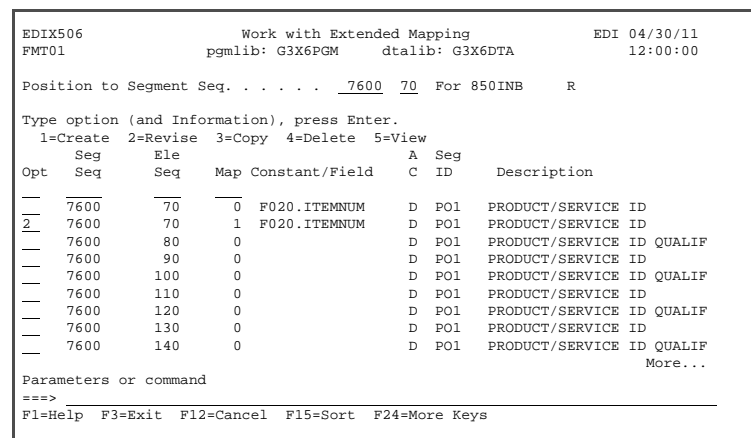 EDIX506 Work with Extended Mapping EDI 04/30/11
FMT01 pgmlib: G3X6PGM dtalib: G3X6DTA 12:00:00
Position to Segment Seq. . . . . . 7600 70 For 850INB R
Type option (and Information), press Enter.
1=Create 2=Revise 3=Copy 4=Delete 5=View
Seg Ele A Seg
Opt Seq Seq Map Constant/Field C ID Description
7600 70 0 F020.ITEMNUM D PO1 PRODUCT/SERVICE ID
2 7600 70 1 F020.ITEMNUM D PO1 PRODUCT/SERVICE ID
7600 80 0 D PO1 PRODUCT/SERVICE ID QUALIF
7600 90 0 D PO1 PRODUCT/SERVICE ID
7600 100 0 D PO1 PRODUCT/SERVICE ID QUALIF
7600 110 0 D PO1 PRODUCT/SERVICE ID
7600 120 0 D PO1 PRODUCT/SERVICE ID QUALIF
7600 130 0 D PO1 PRODUCT/SERVICE ID
7600 140 0 D PO1 PRODUCT/SERVICE ID QUALIF
More...
Parameters or command
===>
F1=Help F3=Exit F12=Cancel F15=Sort F24=More Keys